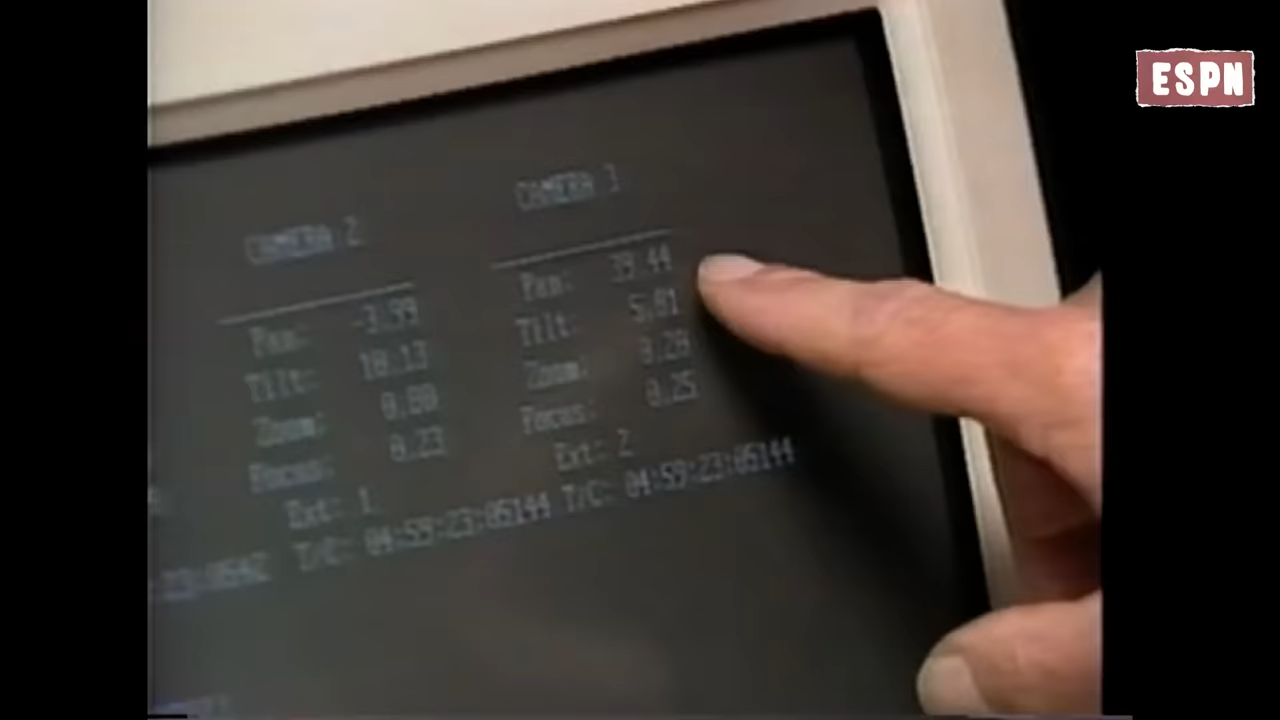 ESPN
CAMERA 2
Pan: -3.99
Tilt: 10.13
Zoom: 0.00
Focus: 0.23
Ext: 1
T/C: 04:59:23:05144
CAMERA
Pan: 39.44
Tilt: 5.01
Zoom: 0.20
Focus: 0.25
Ext: 2
T/C: 04:59:23:05144